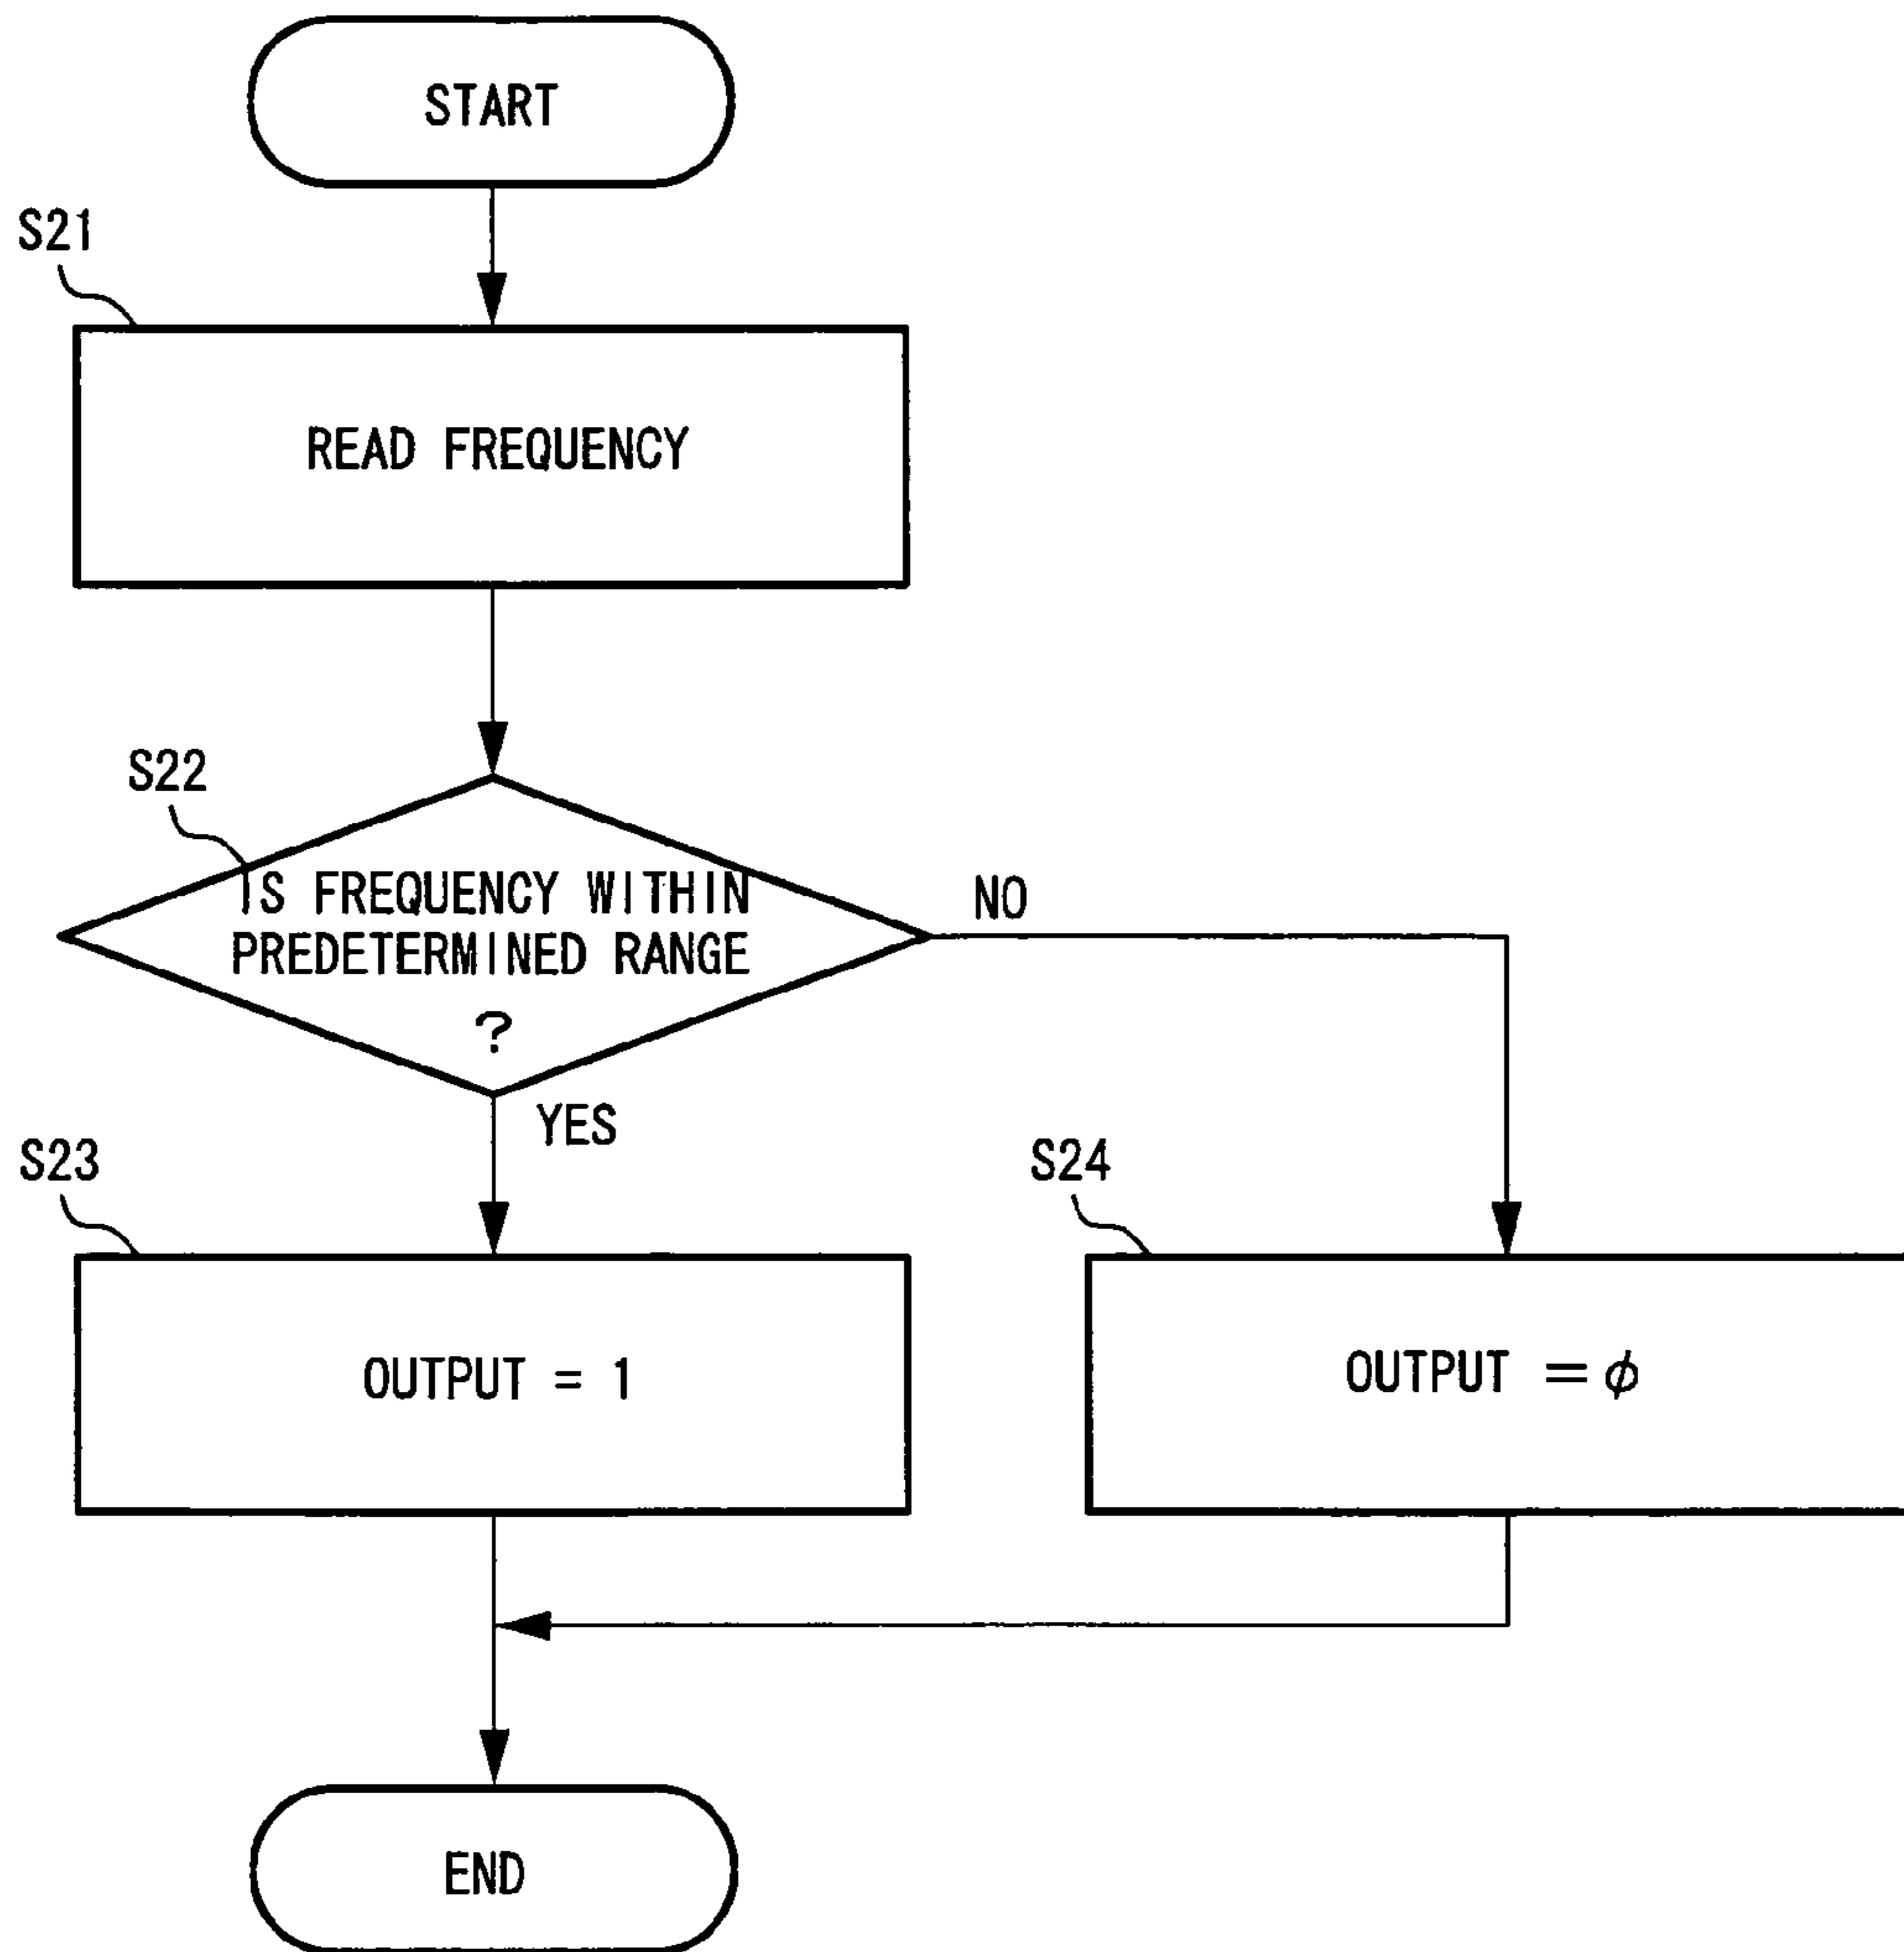 START
S21
READ FREQUENCY
S22
IS FREQUENCY WITHIN
PREDETERMINED RANGE
?
NO
YES
S23
S24
OUTPUT = 1
OUTPUT = ϕ
END